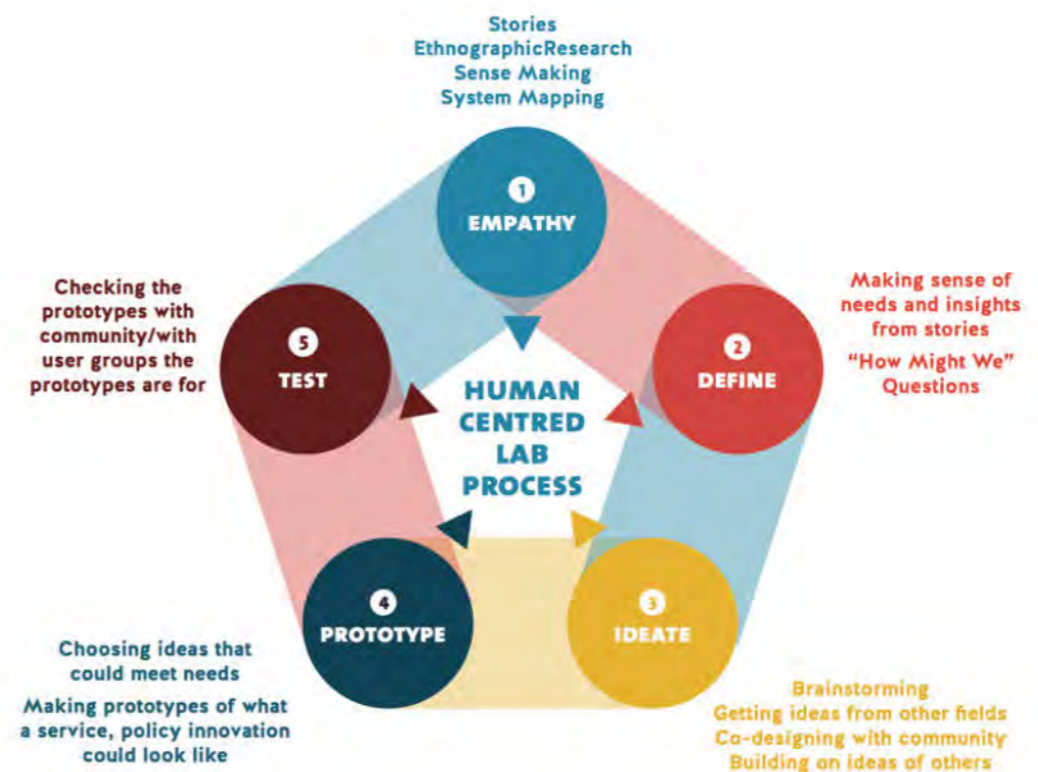 Stories
EthnographicResearch
Sense Making
System Mapping
1
EMPATHY
Making sense of
needs and insights
from stories
"How Might We"
Questions
2
DEFINE
Brainstorming
Getting ideas from other fields
Co-designing with community
Building on ideas of others
3
IDEATE
Choosing ideas that
could meet needs
Making prototypes of what
a service, policy innovation
could look like
4
PROTOTYPE
Checking the
prototypes with
community/with
user groups the
prototypes are for
5
TEST
HUMAN
CENTRED
LAB
PROCESS